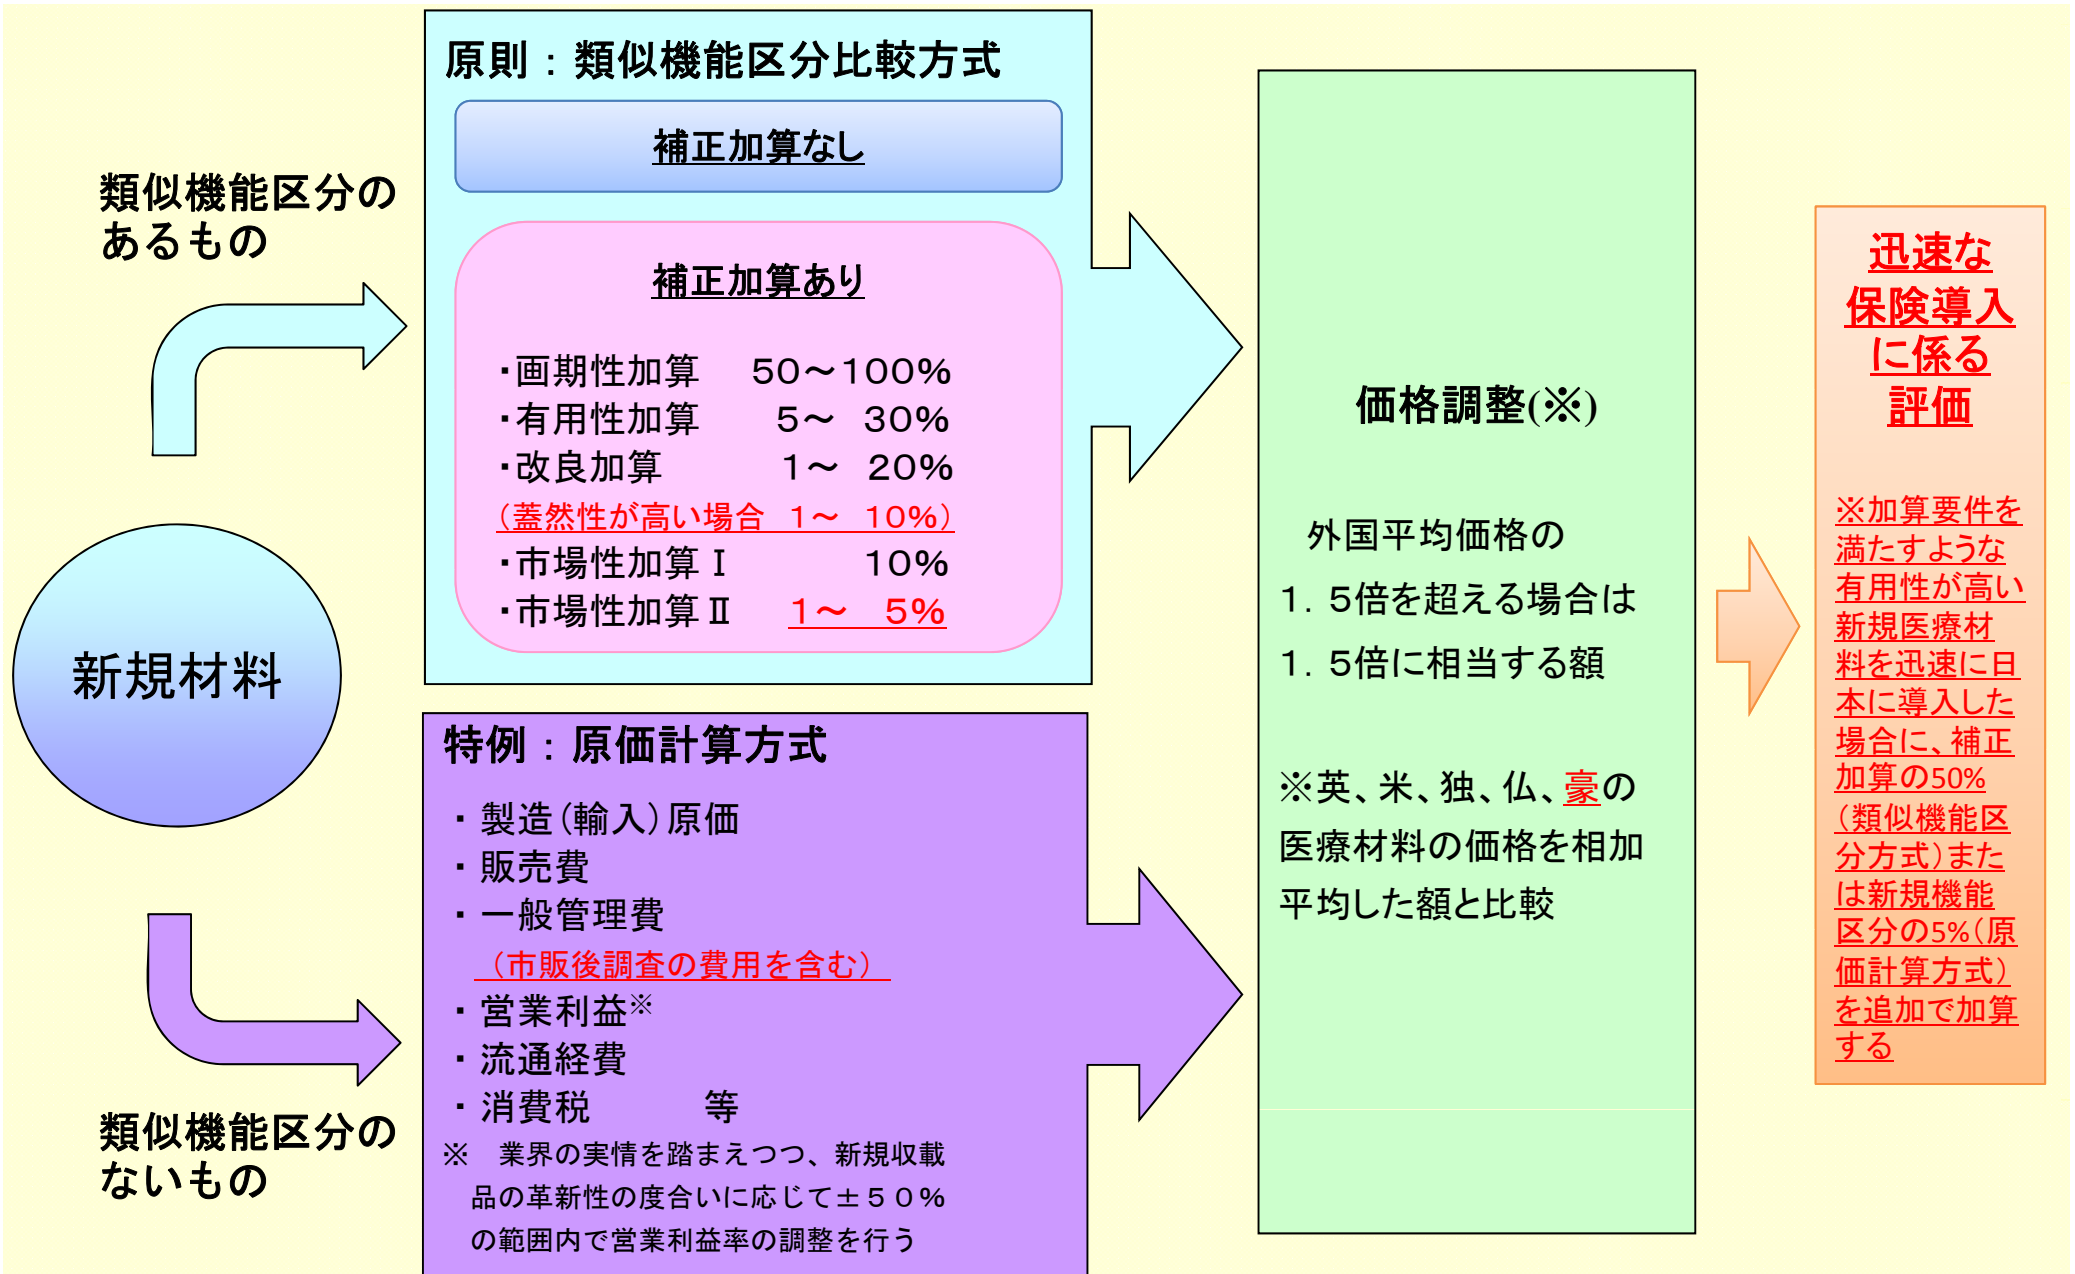 類似機能区分の
あるもの
新規材料
類似機能区分の
ないもの
原則：類似機能区分比較方式
補正加算なし
補正加算あり
・画期性加算　５０～１００％
・有用性加算　５～　３０％
・改良加算　１～　２０％
（蓋然性が高い場合　１～　１０％）
・市場性加算Ⅰ　１０％
・市場性加算Ⅱ　１～　５％
特例：原価計算方式
・製造（輸入）原価
・販売費
・一般管理費
（市販後調査の費用を含む）
・営業利益※
・流通経費
・消費税　　　等
※　業界の実情を踏まえつつ、新規収載
品の革新性の度合いに応じて±５０％
の範囲内で営業利益率の調整を行う
価格調整(※)
外国平均価格の
１．５倍を超える場合は
１．５倍に相当する額
※英、米、独、仏、豪の
医療材料の価格を相加
平均した額と比較
迅速な
保険導入
に係る
評価
※加算要件を
満たすような
有用性が高い
新規医療材
料を迅速に日
本に導入した
場合に、補正
加算の50%
（類似機能区
分方式）また
は新規機能
区分の5%（原
価計算方式）
を追加で加算
する